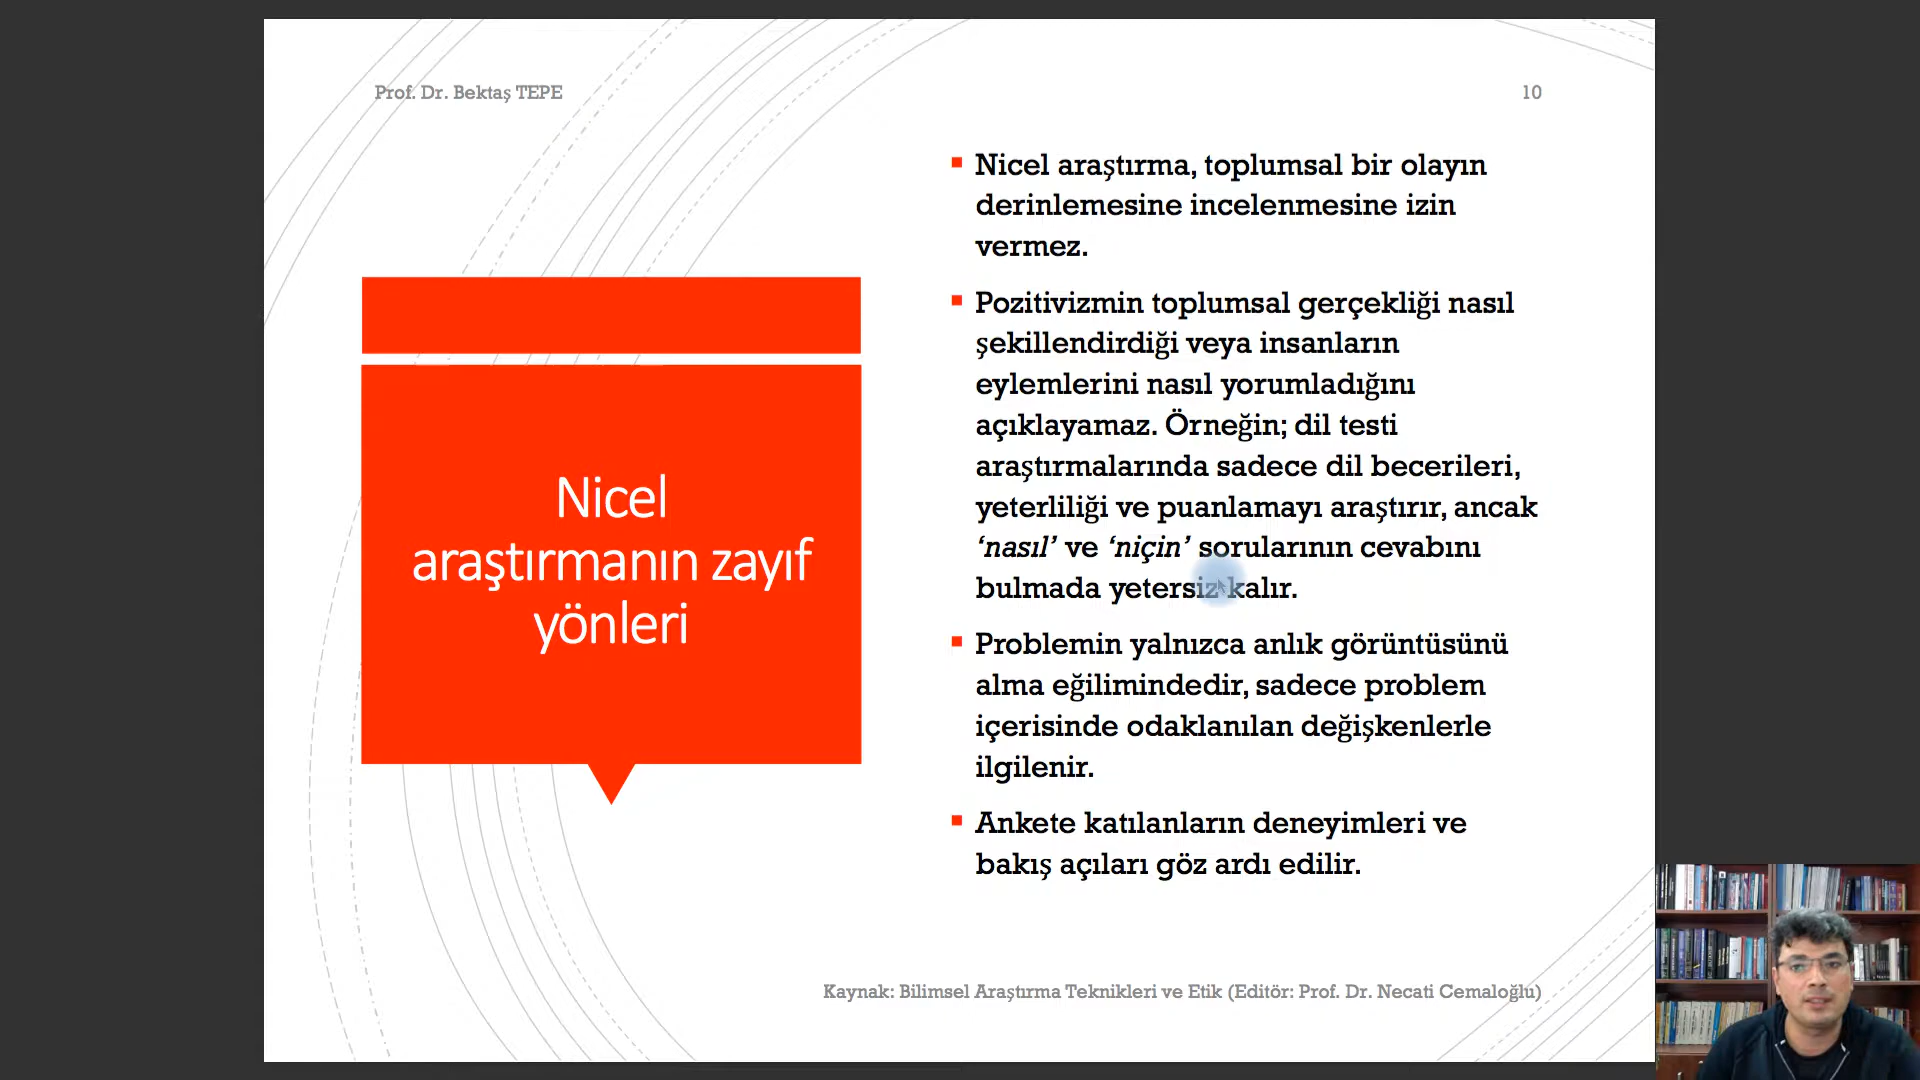 Prof. Dr. Bektaş TEPE
10
Nicel
araştırmanın zayıf
yönleri
Nicel araştırma, toplumsal bir olayın
derinlemesine incelenmesine izin
vermez.
Pozitivizmin toplumsal gerçekliği nasıl
şekillendirdiği veya insanların
eylemlerini nasıl yorumladığını
açıklayamaz. Örneğin; dil testi
araştırmalarında sadece dil becerileri,
yeterliliği ve puanlamayı araştırır, ancak
‘nasıl’ ve ‘niçin’ sorularının cevabını
bulmada yetersiz kalır.
Problemin yalnızca anlık görüntüsünü
alma eğilimindedir, sadece problem
içerisinde odaklanılan değişkenlerle
ilgilenir.
Ankete katılanların deneyimleri ve
bakış açıları göz ardı edilir.
Kaynak: Bilimsel Araştırma Teknikleri ve Etik (Editör: Prof. Dr. Necati Cemaloğlu)